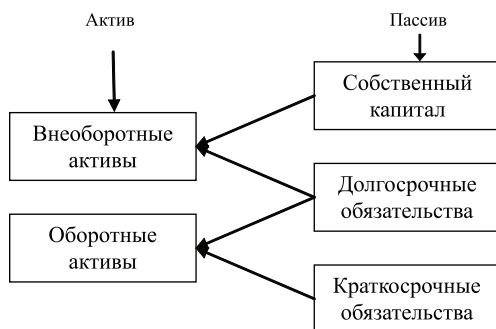 Актив
Пассив
Собственный
капитал
Внеоборотные
активы
Долгосрочные
обязательства
Оборотные
активы
Краткосрочные
обязательства